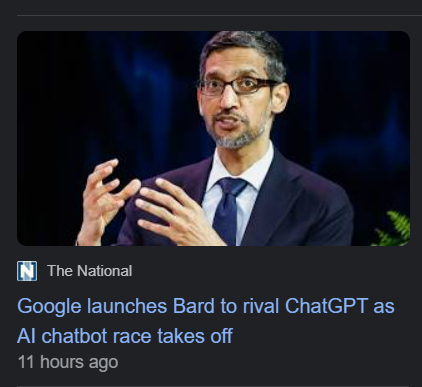 The National
Google launches Bard to rival ChatGPT as
AI chatbot race takes off
11 hours ago